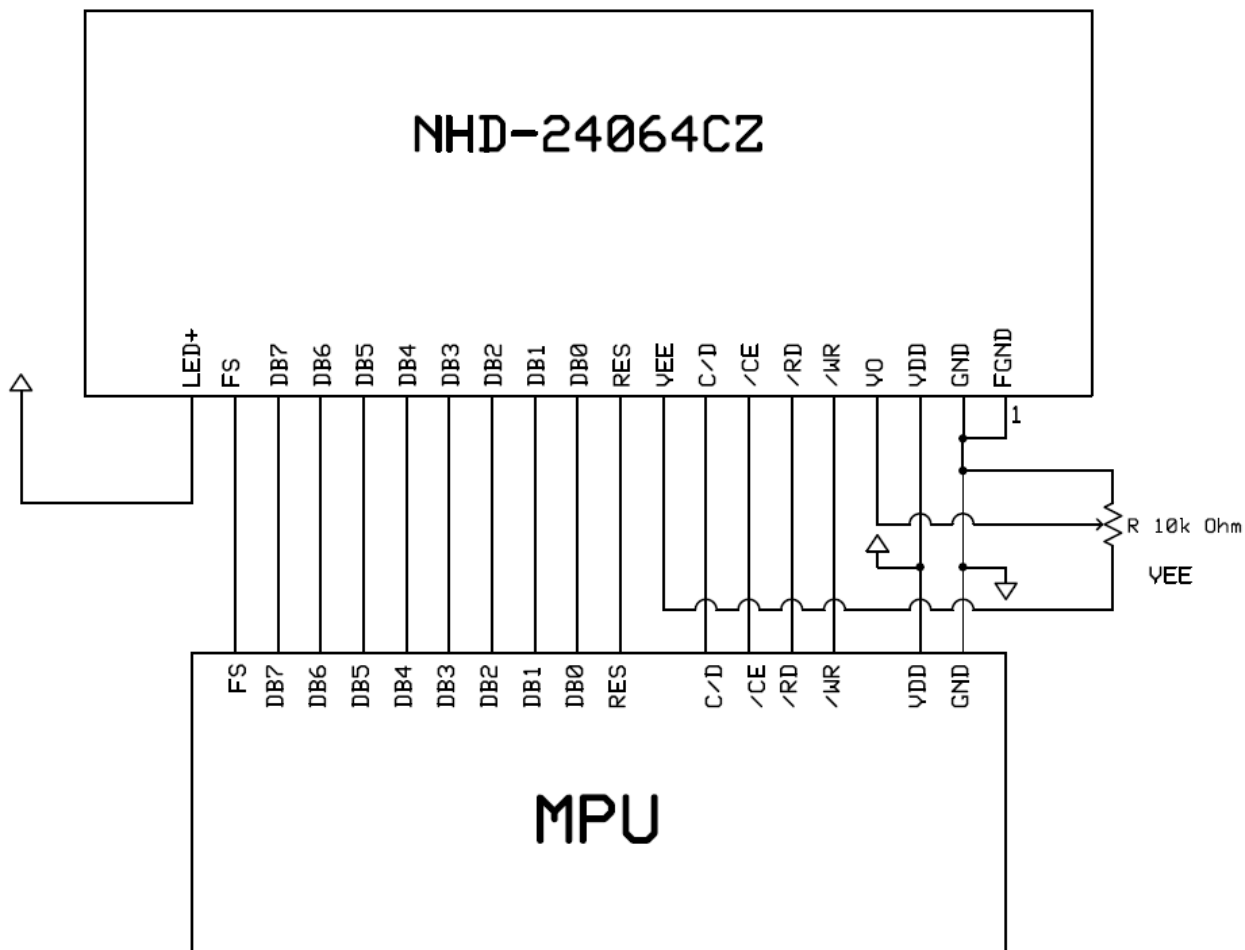 NHD-24064CZ
LED+
FS
DB7
DB6
DB5
DB4
DB3
DB2
DB1
DB0
RES
VEE
C/D
/CE
/RD
/WR
VO
VDD
GND
FGND
1
R 10k Ohm
VEE
FS
DB7
DB6
DB5
DB4
DB3
DB2
DB1
DB0
RES
C/D
/CE
/RD
/WR
VDD
GND
MPU